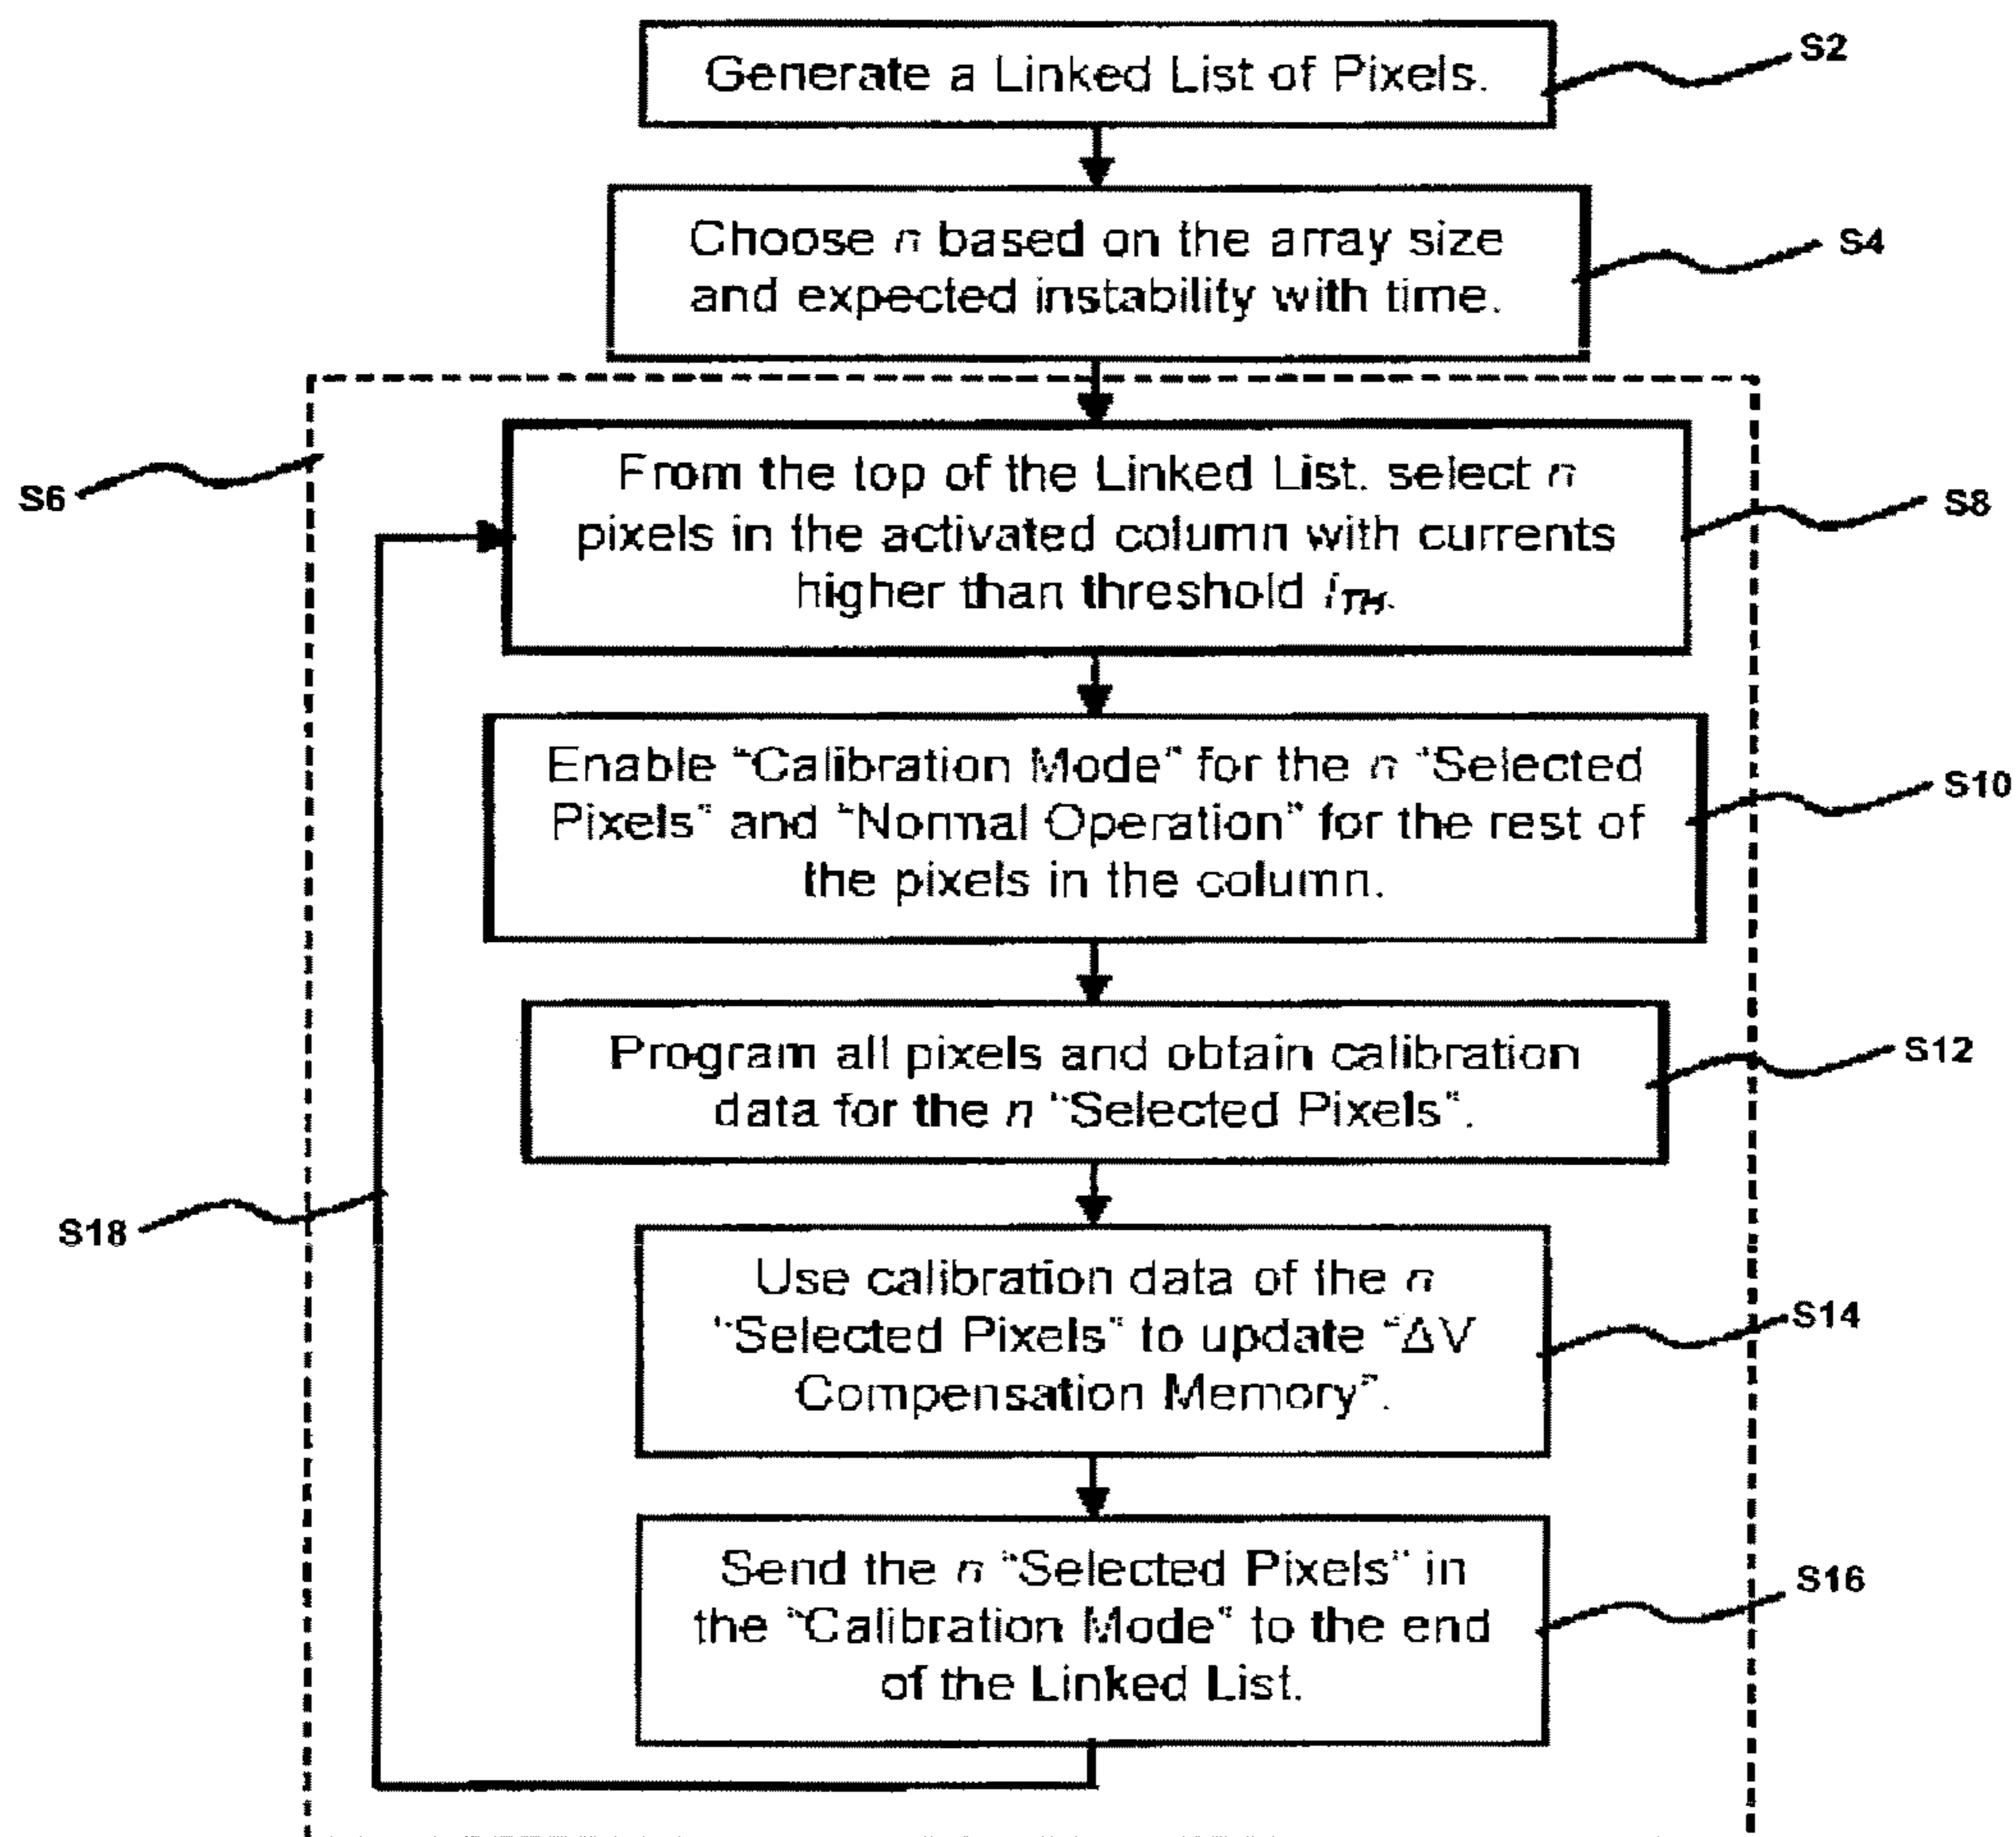 Generate a Linked List of Pixels.
S2
Choose n based on the array size
and expected instability with time.
S4
S6
From the top of the Linked List. select n
pixels in the activated column with currents
higher than threshold I_TH.
S8
Enable "Calibration Mode" for the n "Selected
Pixels" and "Normal Operation" for the rest of
the pixels in the column.
S10
Program all pixels and obtain calibration
data for the n "Selected Pixels".
S12
S18
Use calibration data of the n
"Selected Pixels" to update "ΔV
Compensation Memory".
S14
Send the n "Selected Pixels" in
the "Calibration Mode" to the end
of the Linked List.
S16